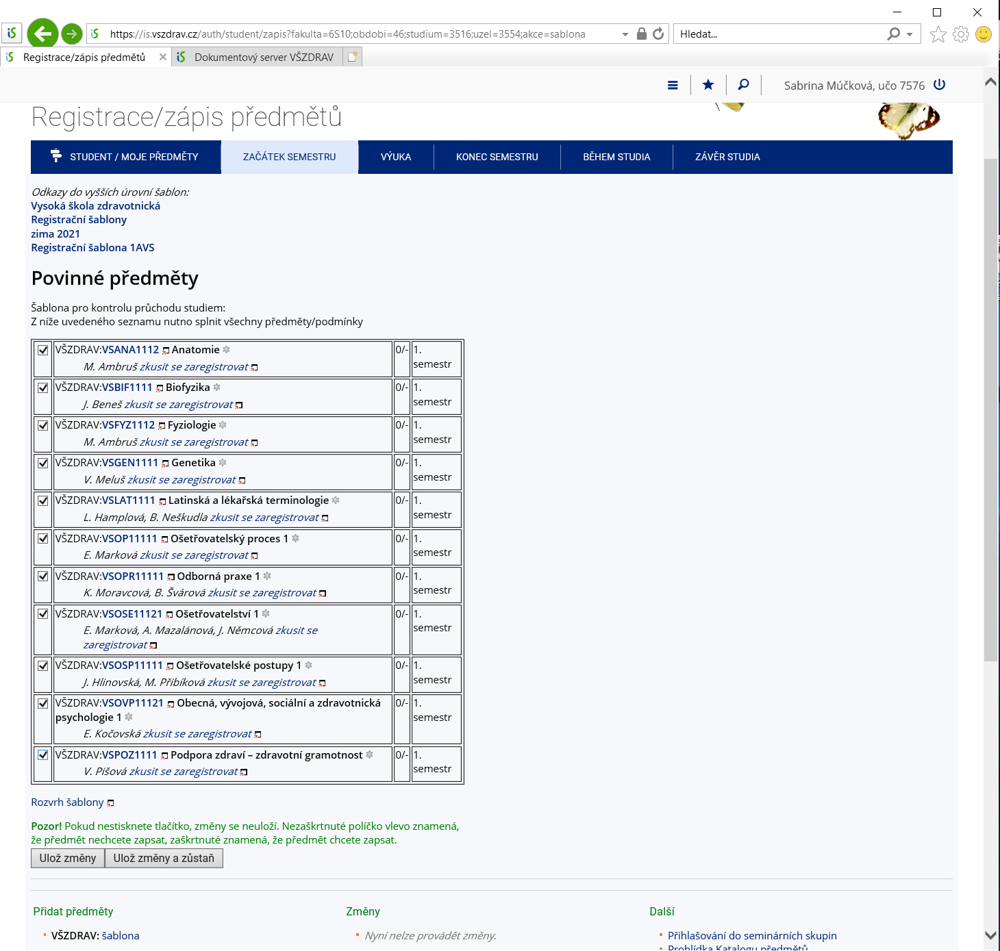 https://is.vszdrav.cz/auth/student/zapis?fakulta=6S10;obdobi=46;studium=3516;uzel=3554;akce=sablona
Hledat...
Registrace/zápis předmětů
Dokumentový server VŠZDRAV
Sabrina Múčková, učo 7576
Registrace/zápis předmětů
STUDENT / MOJE PŘEDMĚTY
ZAČÁTEK SEMESTRU
VÝUKA
KONEC SEMESTRU
BĚHEM STUDIA
ZÁVĚR STUDIA
Odkazy do vyšších úrovní šablon:
Vysoká škola zdravotnická
Registrační šablony
zima 2021
Registrační šablona 1AVS
Povinné předměty
Šablona pro kontrolu průchodu studiem:
Z níže uvedeného seznamu nutno splnit všechny předměty/podmínky
VŠZDRAV:VSANA1112 Anatomie 0/- 1.
M. Ambruš zkusit se zaregistrovat semestr
VŠZDRAV:VSBIF1111 Biofyzika 0/- 1.
J. Beneš zkusit se zaregistrovat semestr
VŠZDRAV:VSFYZ1112 Fyziologie 0/- 1.
M. Ambruš zkusit se zaregistrovat semestr
VŠZDRAV:VSGEN1111 Genetika 0/- 1.
V. Meluš zkusit se zaregistrovat semestr
VŠZDRAV:VSLAT1111 Latinská a lékařská terminologie 0/- 1.
L. Hamplová, B. Neškudla zkusit se zaregistrovat semestr
VŠZDRAV:VSOP11111 Ošetřovatelský proces 1 0/- 1.
E. Marková zkusit se zaregistrovat semestr
VŠZDRAV:VSOPR11111 Odborná praxe 1 0/- 1.
K. Moravcová, B. Švárová zkusit se zaregistrovat semestr
VŠZDRAV:VSOSE11121 Ošetřovatelství 1 0/- 1.
E. Marková, A. Mazalánová, J. Němcová zkusit se semestr
zaregistrovat
VŠZDRAV:VSOSP11111 Ošetřovatelské postupy 1 0/- 1.
J. Hlinovská, M. Přibíková zkusit se zaregistrovat semestr
VŠZDRAV:VSOVP11121 Obecná, vývojová, sociální a zdravotnická 0/- 1.
psychologie 1 semestr
E. Kočovská zkusit se zaregistrovat
VŠZDRAV:VSPOZ1111 Podpora zdraví – zdravotní gramotnost 0/- 1.
V. Pišová zkusit se zaregistrovat semestr
Rozvrh šablony
Pozor! Pokud nestisknete tlačítko, změny se neuloží. Nezaškrtnuté políčko vlevo znamená,
že předmět nechcete zapsat, zaškrtnuté znamená, že předmět chcete zapsat.
Ulož změny
Ulož změny a zůstaň
Přidat předměty
VŠZDRAV: šablona
Změny
Nyní nelze provádět změny.
Další
Přihlašování do seminárních skupin
Prohlídka Katalogu předmětů